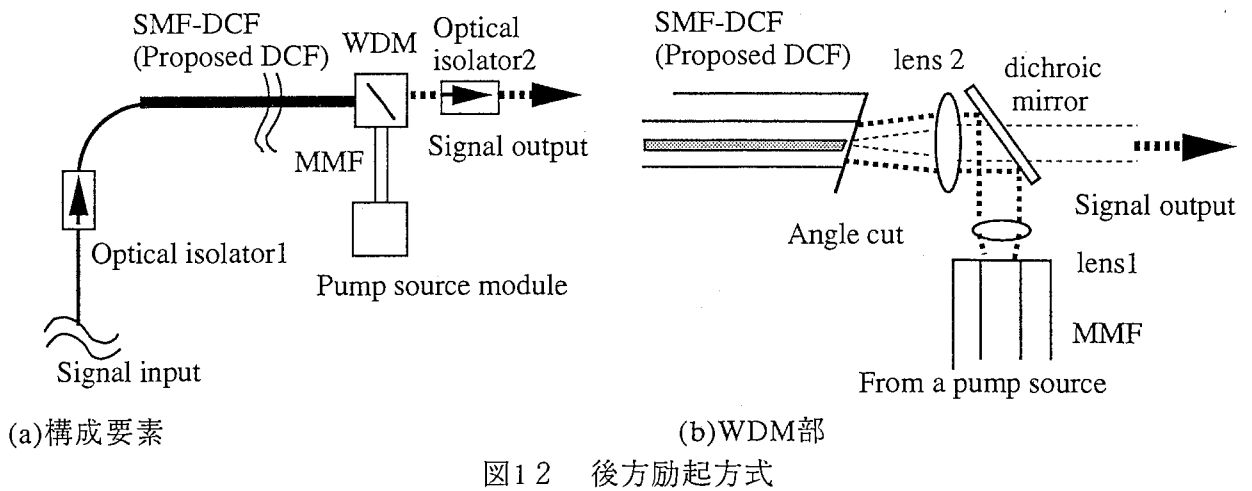 SMF-DCF
(Proposed DCF)
WDM
Optical
isolator2
MMF
Signal output
Optical isolator1
Pump source module
Signal input
(a)構成要素
SMF-DCF
(Proposed DCF)
lens 2
dichroic
mirror
Angle cut
Signal output
lens1
MMF
From a pump source
(b)WDM部
図12 後方励起方式